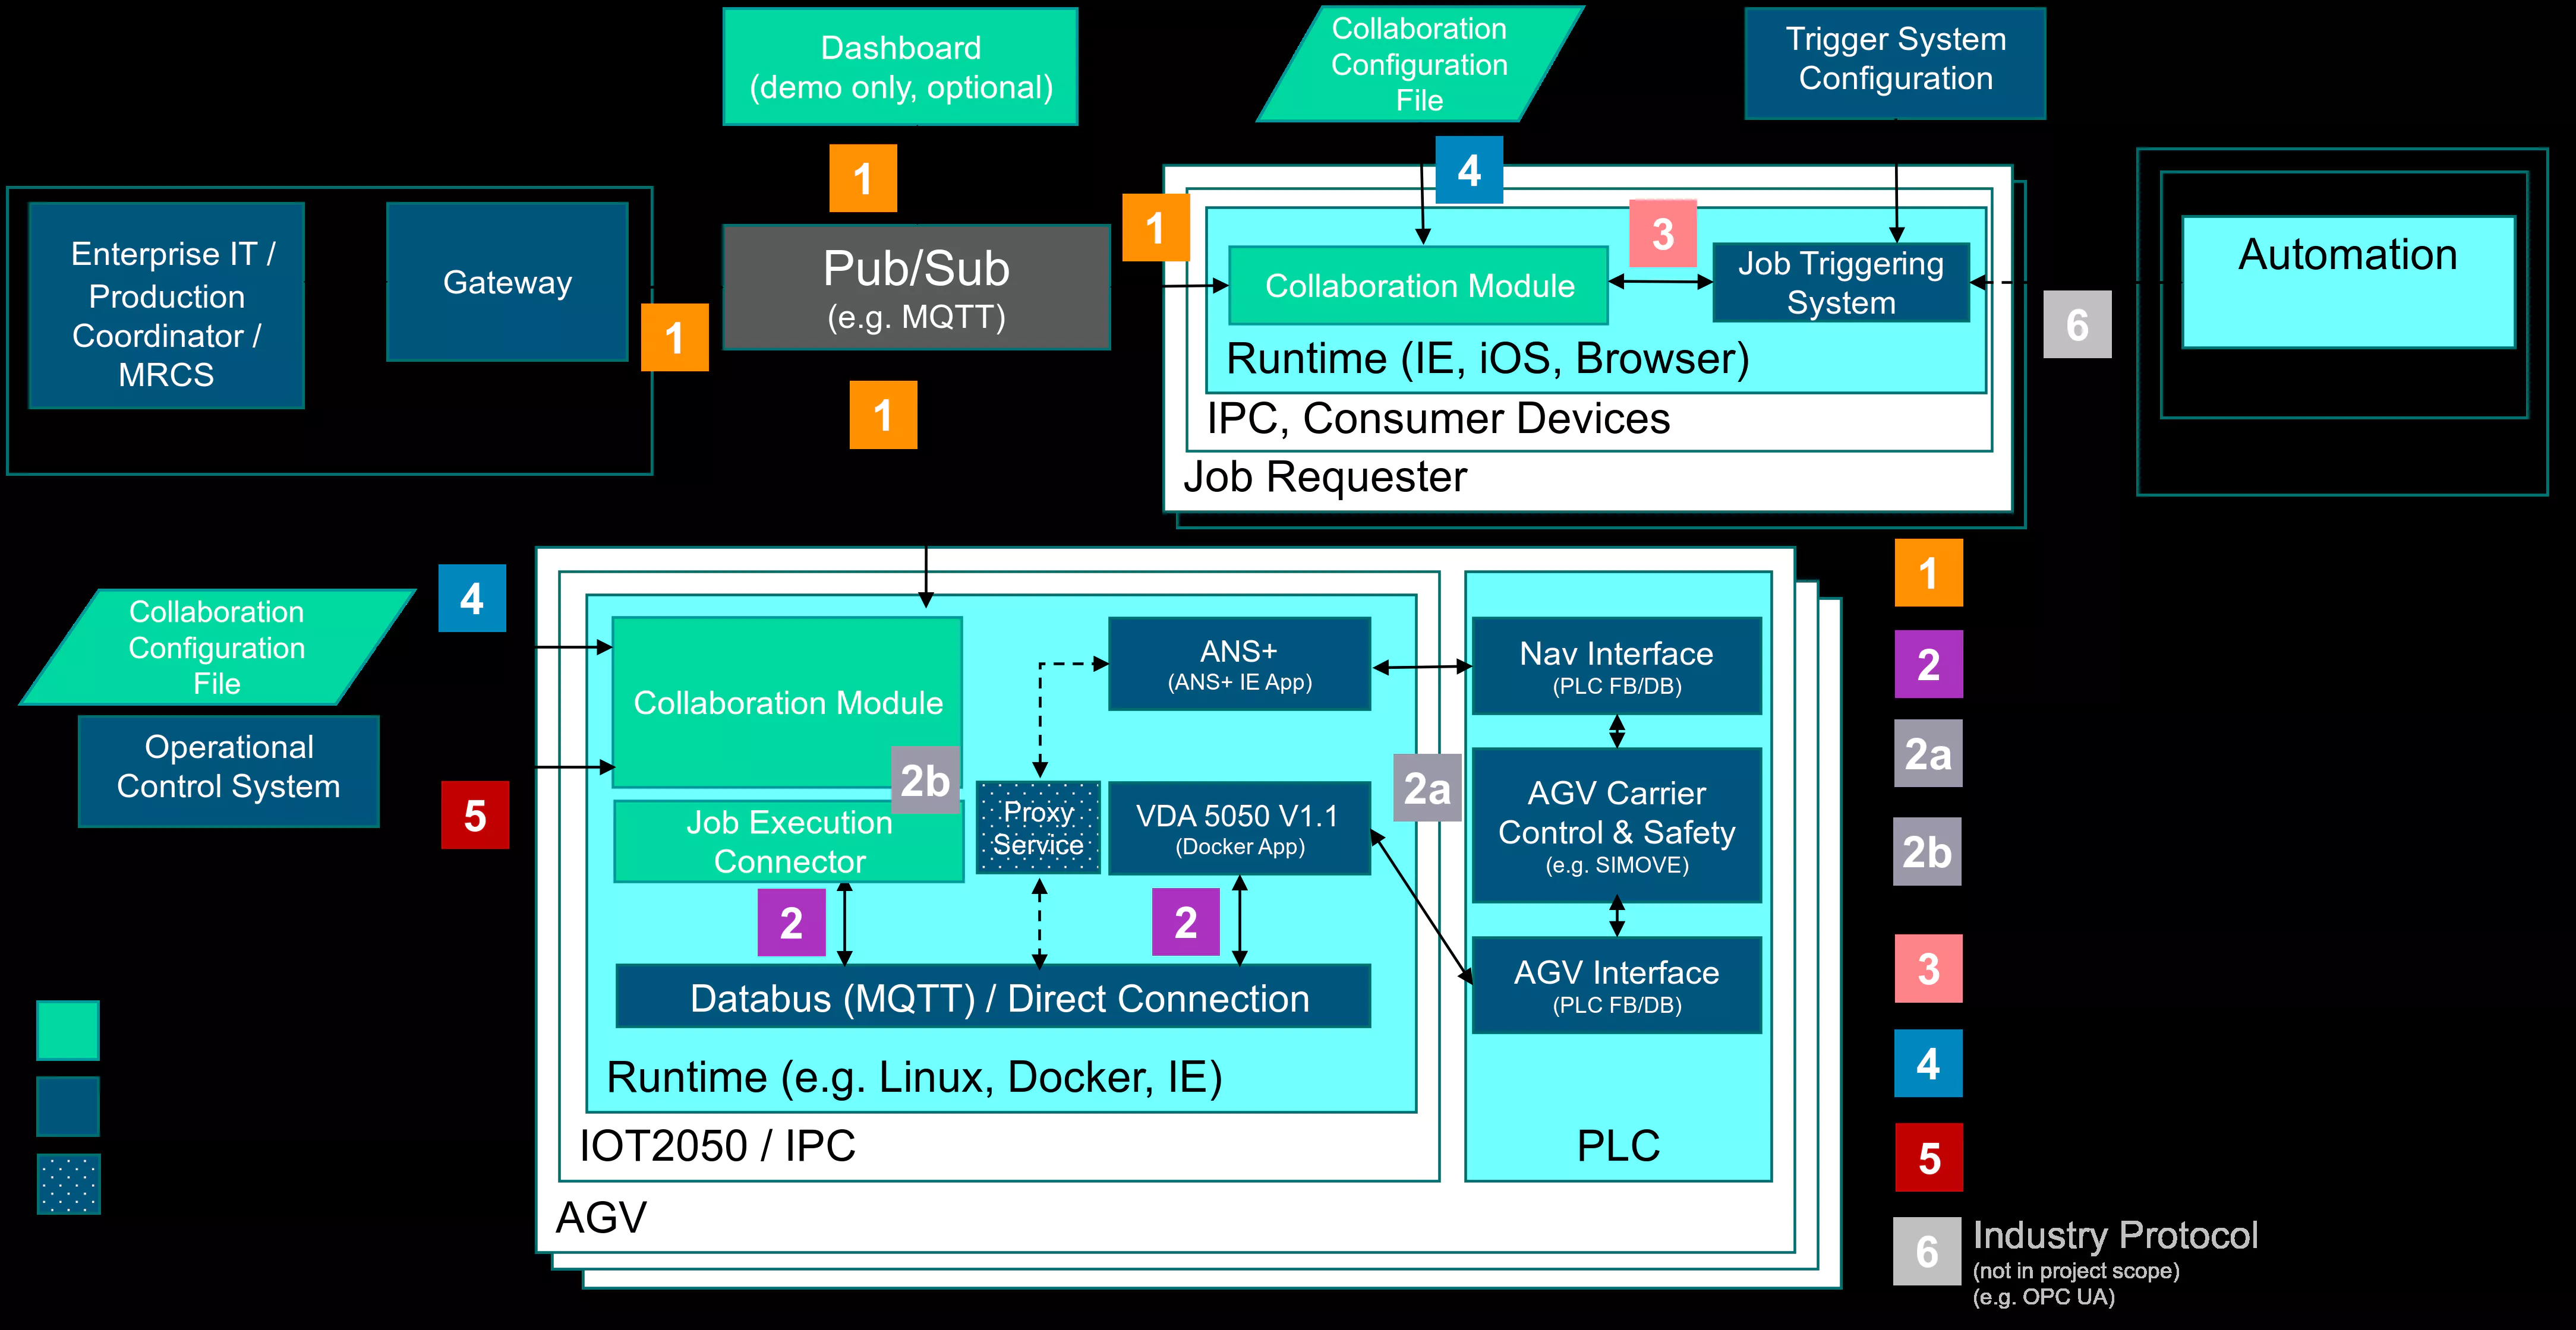 Dashboard
(demo only, optional)
Collaboration
Configuration
File
Trigger System
Configuration
1
4
1
3
Enterprise IT /
Production
Coordinator /
MRCS
Gateway
1
Pub/Sub
(e.g. MQTT)
1
Collaboration Module
Job Triggering
System
Runtime (IE, iOS, Browser)
IPC, Consumer Devices
Job Requester
6
Automation
4
Collaboration
Configuration
File
Operational
Control System
5
Collaboration Module
2b
Job Execution
Connector
Proxy
Service
ANS+
(ANS+ IE App)
VDA 5050 V1.1
(Docker App)
2a
2
2
Databus (MQTT) / Direct Connection
Runtime (e.g. Linux, Docker, IE)
IOT2050 / IPC
AGV
Nav Interface
(PLC FB/DB)
AGV Carrier
Control & Safety
(e.g. SIMOVE)
AGV Interface
(PLC FB/DB)
PLC
1
2
2a
2b
3
4
5
6
Industry Protocol
(not in project scope)
(e.g. OPC UA)